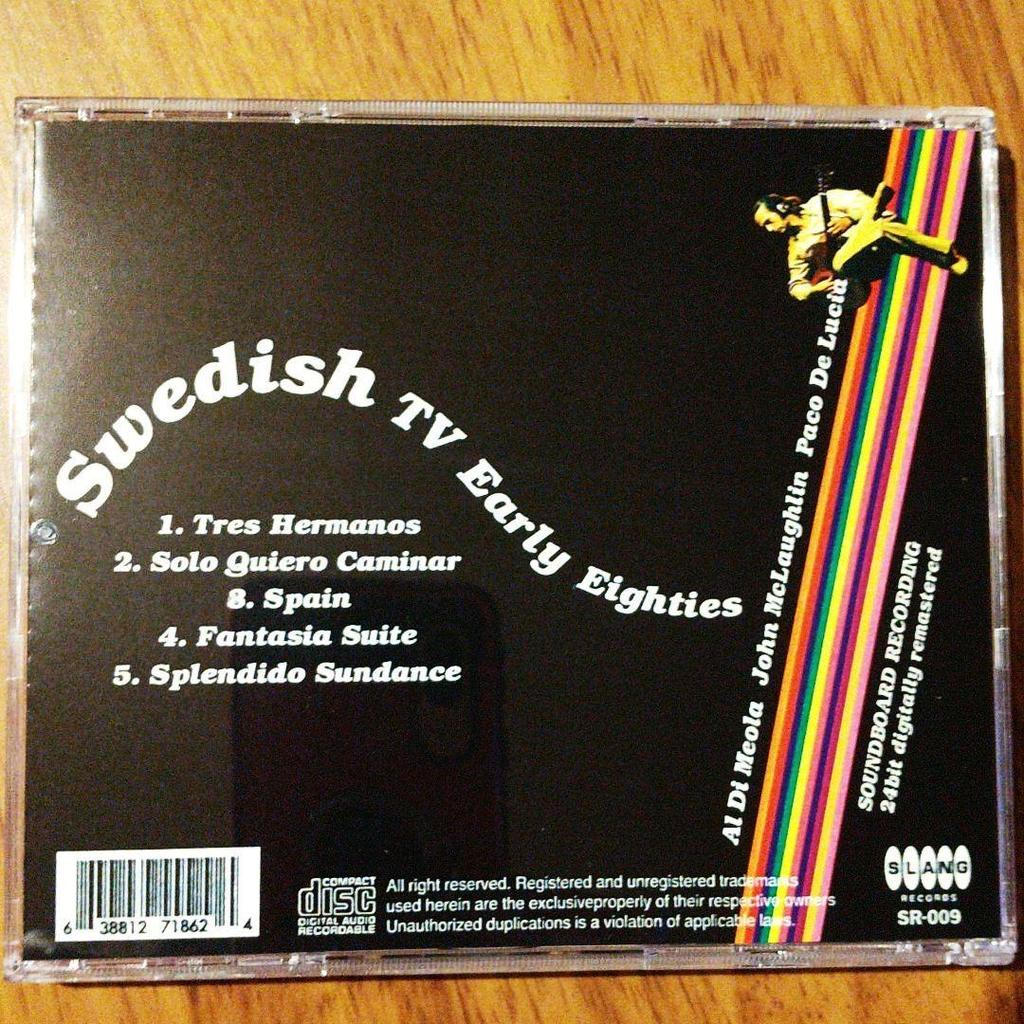 Swedish TV Early Eighties
1. Tres Hermanos
2. Solo Quiero Caminar
8. Spain
4. Fantasia Suite
5. Splendido Sundance
Al Di Meola John McLaughlin Paco De Lucia
SOUNDBOARD RECORDING
24bit digitally remastered
6 38812 71862 4
COMPACT
disc
DIGITAL AUDIO
RECORDABLE
All right reserved. Registered and unregistered trademarks
used herein are the exclusiveproperly of their respective owners
Unauthorized duplications is a violation of applicable laws.
SLANG
RECORDS
SR-009